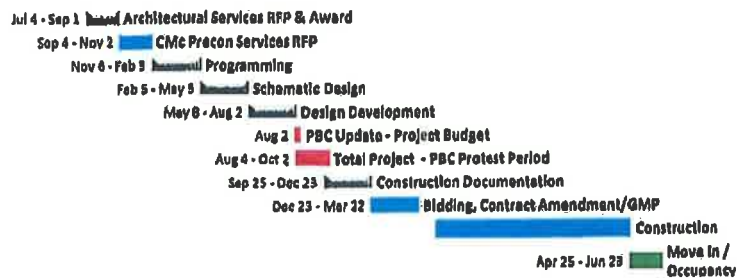 Jul 4 - Sep 1 Architectural Services RFP & Award
Sep 4 - Nov 2 CMc Precon Services RFP
Nov 6 - Feb 3 Programming
Feb 5 - May 5 Schematic Design
May 8 - Aug 2 Design Development
Aug 2 PBC Update - Project Budget
Aug 4 - Oct 2 Total Project - PBC Protest Period
Sep 25 - Dec 23 Construction Documentation
Dec 23 - Mar 22 Bidding, Contract Amendment/GMP
Construction
Apr 25 - Jun 23 Move In /
Occupancy